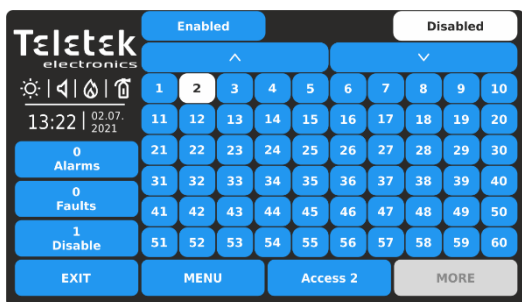 Teletek
electronics
Enabled Disabled
1 2 3 4 5 6 7 8 9 10
13:22 02.07.
2021
11 12 13 14 15 16 17 18 19 20
0
Alarms
21 22 23 24 25 26 27 28 29 30
0
Faults
31 32 33 34 35 36 37 38 39 40
41 42 43 44 45 46 47 48 49 50
1
Disable
51 52 53 54 55 56 57 58 59 60
EXIT MENU Access 2 MORE